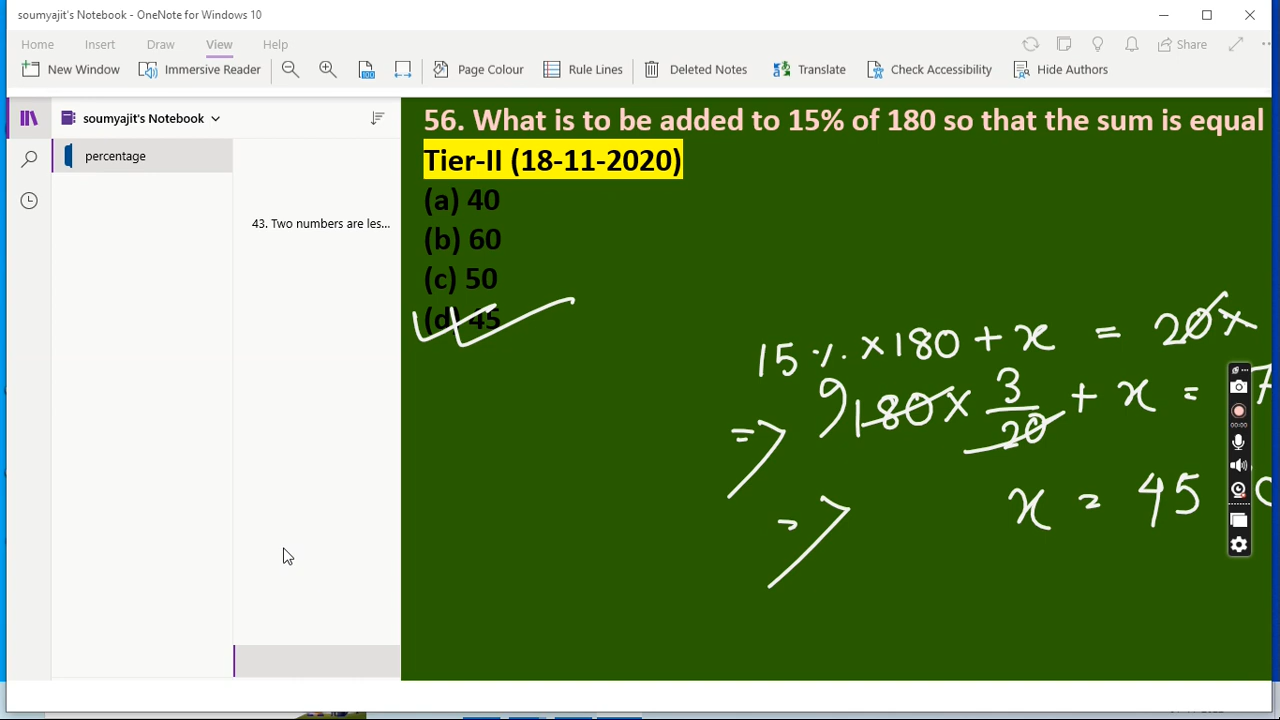 soumyajit's Notebook - OneNote for Windows 10
Home Insert Draw View Help Share
New Window Immersive Reader Page Colour Rule Lines Deleted Notes Translate Check Accessibility Hide Authors
soumyajit's Notebook
percentage
43. Two numbers are les...
56. What is to be added to 15% of 180 so that the sum is equal
Tier-II (18-11-2020)
(a) 40
(b) 60
(c) 50
(d) 45
15 % × 180 + x = 20 ×
=> 9 180 × 3/20 + x = 7
=> x = 45
00:00